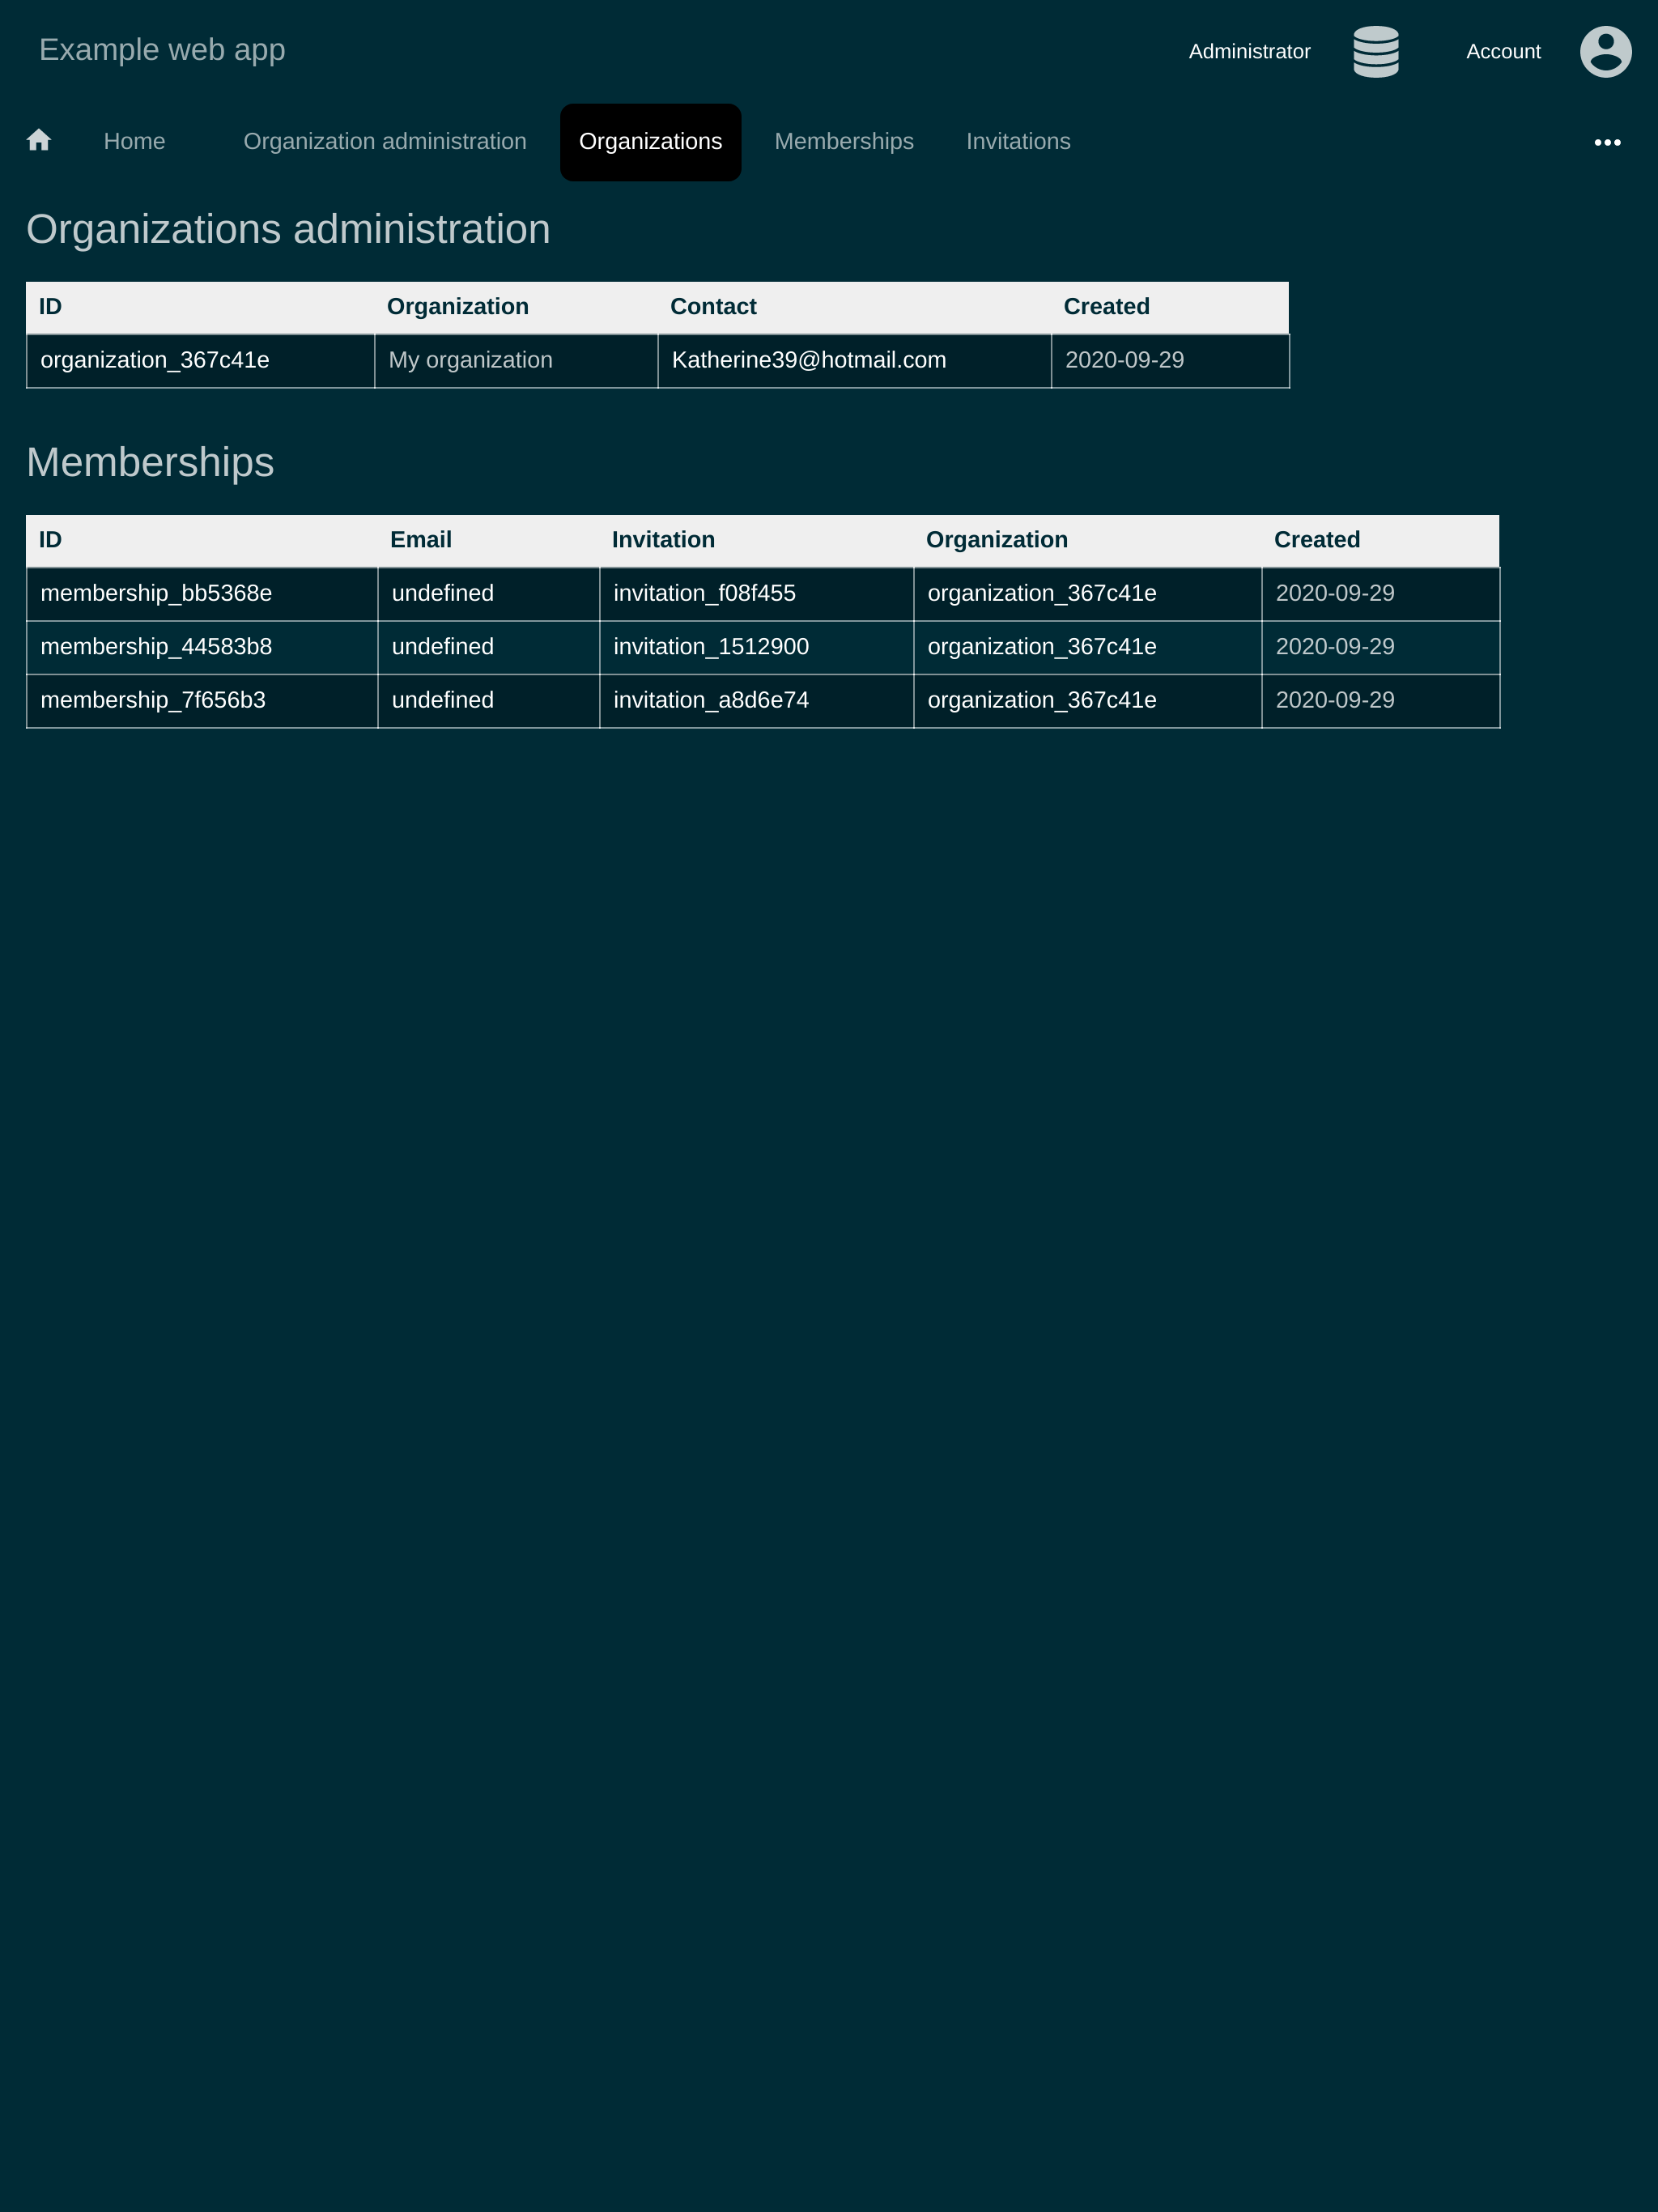 Example web app Administrator Account
Home Organization administration Organizations Memberships Invitations
Organizations administration
ID Organization Contact Created
organization_367c41e My organization Katherine39@hotmail.com 2020-09-29
Memberships
ID Email Invitation Organization Created
membership_bb5368e undefined invitation_f08f455 organization_367c41e 2020-09-29
membership_44583b8 undefined invitation_1512900 organization_367c41e 2020-09-29
membership_7f656b3 undefined invitation_a8d6e74 organization_367c41e 2020-09-29